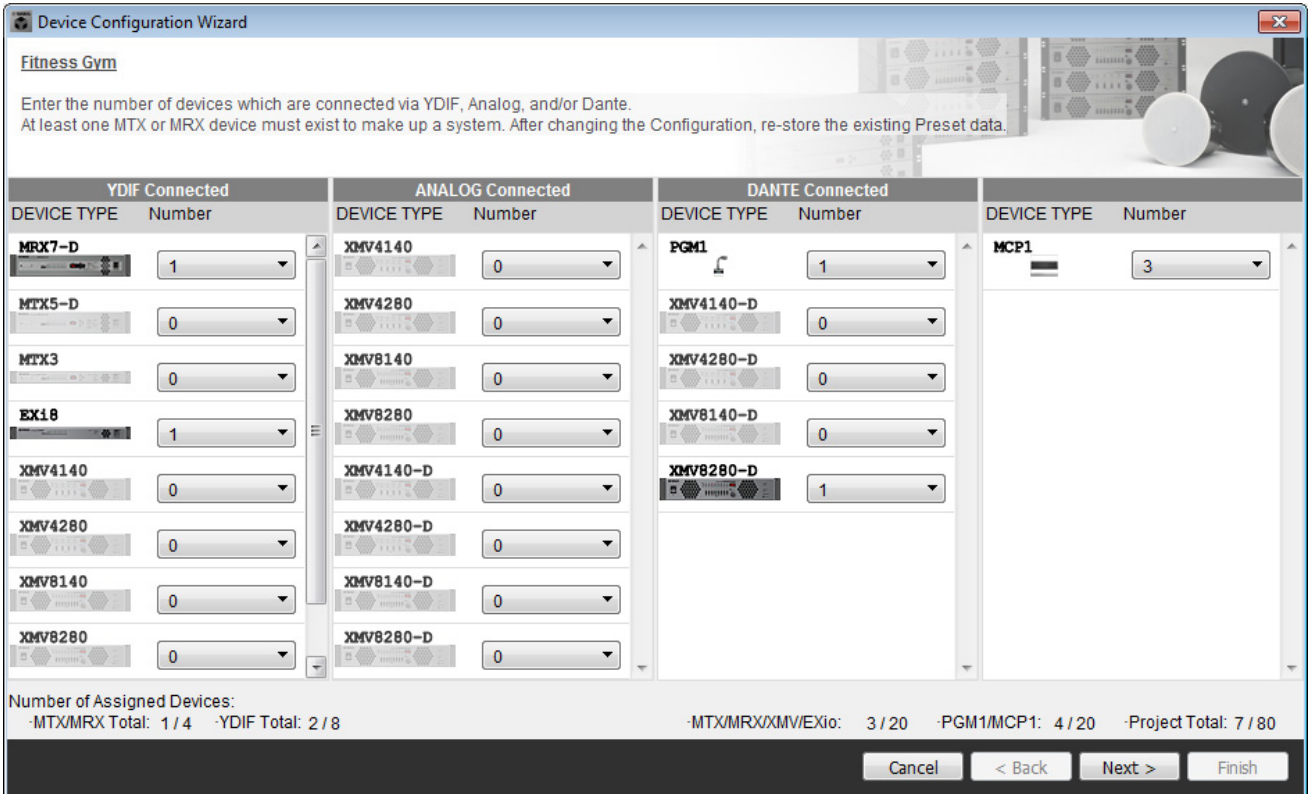 Device Configuration Wizard
Fitness Gym
Enter the number of devices which are connected via YDIF, Analog, and/or Dante.
At least one MTX or MRX device must exist to make up a system. After changing the Configuration, re-store the existing Preset data.
YDIF Connected ANALOG Connected DANTE Connected
DEVICE TYPE Number DEVICE TYPE Number DEVICE TYPE Number DEVICE TYPE Number
MRX7-D 1 XMV4140 0 PGM1 1 MCP1 3
MTX5-D 0 XMV4280 0 XMV4140-D 0
MTX3 0 XMV8140 0 XMV4280-D 0
EXi8 1 XMV8280 0 XMV8140-D 0
XMV4140 0 XMV4140-D 0 XMV8280-D 1
XMV4280 0 XMV4280-D 0
XMV8140 0 XMV8140-D 0
XMV8280 0 XMV8280-D 0
Number of Assigned Devices:
-MTX/MRX Total: 1 / 4 -YDIF Total: 2 / 8 -MTX/MRX/XMV/EXio: 3 / 20 -PGM1/MCP1: 4 / 20 -Project Total: 7 / 80
Cancel < Back Next > Finish